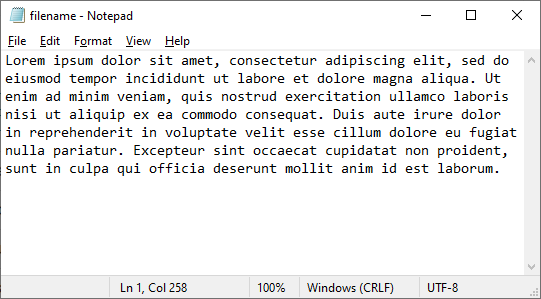 filename - Notepad
File Edit Format View Help
Lorem ipsum dolor sit amet, consectetur adipiscing elit, sed do
eiusmod tempor incididunt ut labore et dolore magna aliqua. Ut
enim ad minim veniam, quis nostrud exercitation ullamco laboris
nisi ut aliquip ex ea commodo consequat. Duis aute irure dolor
in reprehenderit in voluptate velit esse cillum dolore eu fugiat
nulla pariatur. Excepteur sint occaecat cupidatat non proident,
sunt in culpa qui officia deserunt mollit anim id est laborum.
Ln 1, Col 258 100% Windows (CRLF) UTF-8